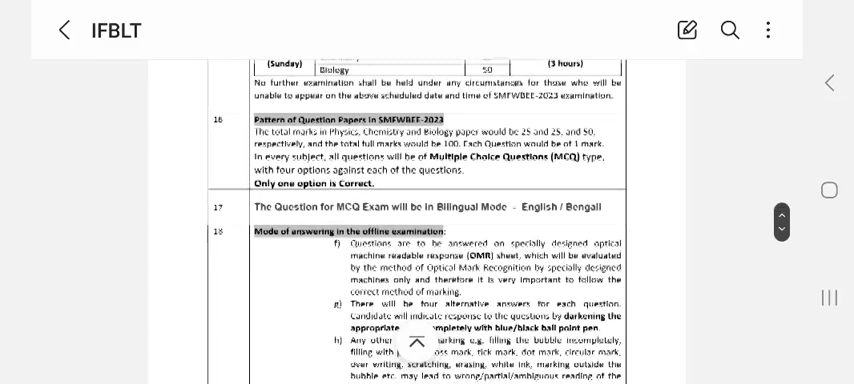 IFBLT
(Sunday)
Biology
50
(3 hours)
No further examination shall be held under any circumstances for those who will be
unable to appear on the above scheduled date and time of SMFWBEE-2023 examination.
16
Pattern of Question Papers in SMFWBEE-2023
The total marks in Physics, Chemistry and Biology paper would be 25 and 25, and 50,
respectively, and the total full marks would be 100. Each Question would be of 1 mark.
In every subject, all questions will be of Multiple Choice Questions (MCQ) type,
with four options against each of the questions.
Only one option is Correct.
17
The Question for MCQ Exam will be in Bilingual Mode - English / Bengali
18
Mode of answering in the offline examination:
f) Questions are to be answered on specially designed optical
machine readable response (OMR) sheet, which will be evaluated
by the method of Optical Mark Recognition by specially designed
machines only and therefore it is very important to follow the
correct method of marking.
g) There will be four alternative answers for each question.
Candidate will indicate response to the questions by darkening the
appropriate mpletely with blue/black ball point pen.
h) Any other arking e.g. filling the bubble incompletely,
filling with oss mark, tick mark, dot mark, circular mark,
over writing, scratching, erasing, white ink, marking outside the
bubble etc. may lead to wrong/partial/ambiguous reading of the